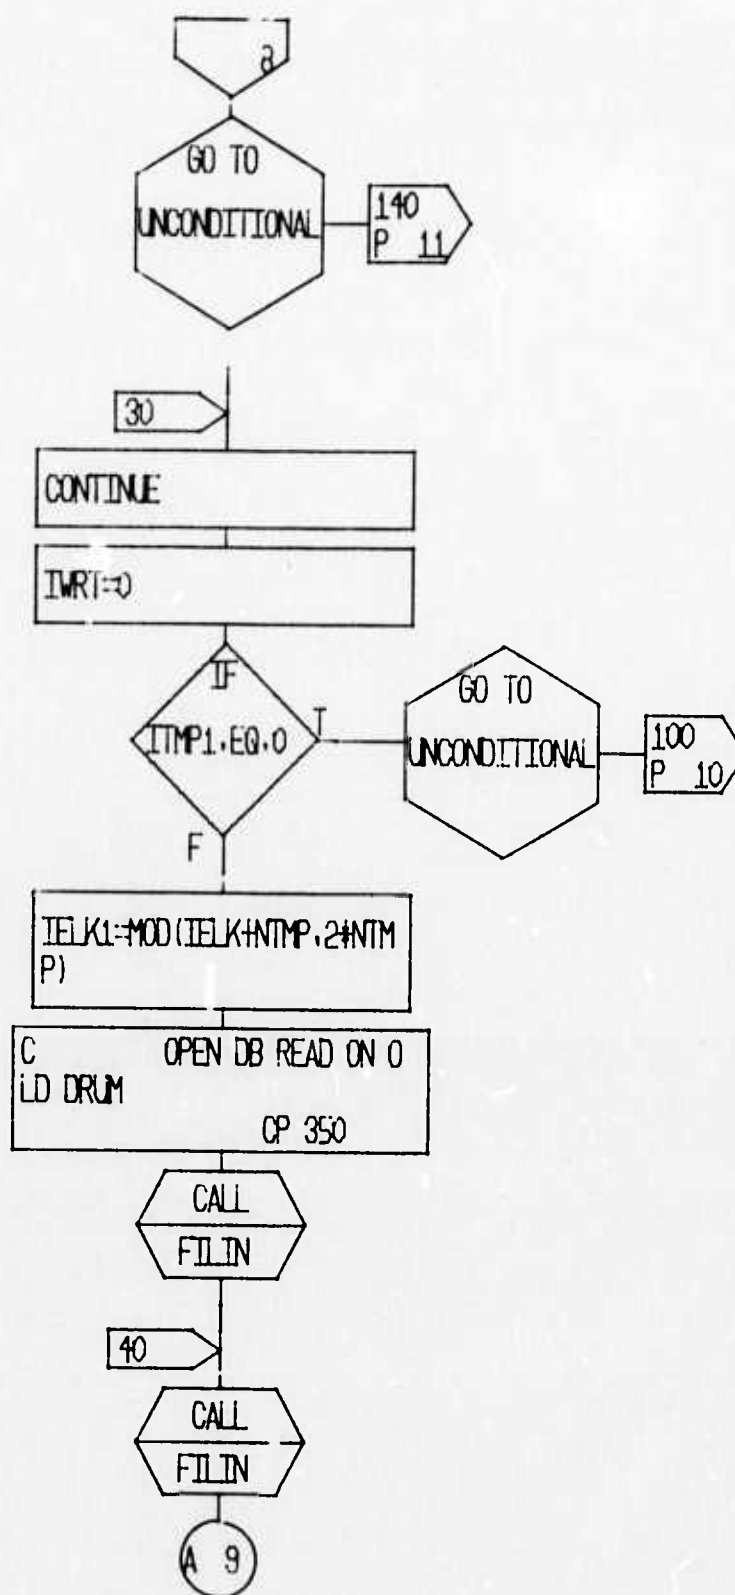 a
GO TO
UNCONDITIONAL
140
P 11
30
CONTINUE
IWRT=0
IF
ITMP1.EQ.0
T
GO TO
UNCONDITIONAL
100
P 10
F
IELK1=MOD(IELK+NTMP,2*NTM
P)
C OPEN DB READ ON O
LD DRUM
CP 350
CALL
FILIN
40
CALL
FILIN
A 9